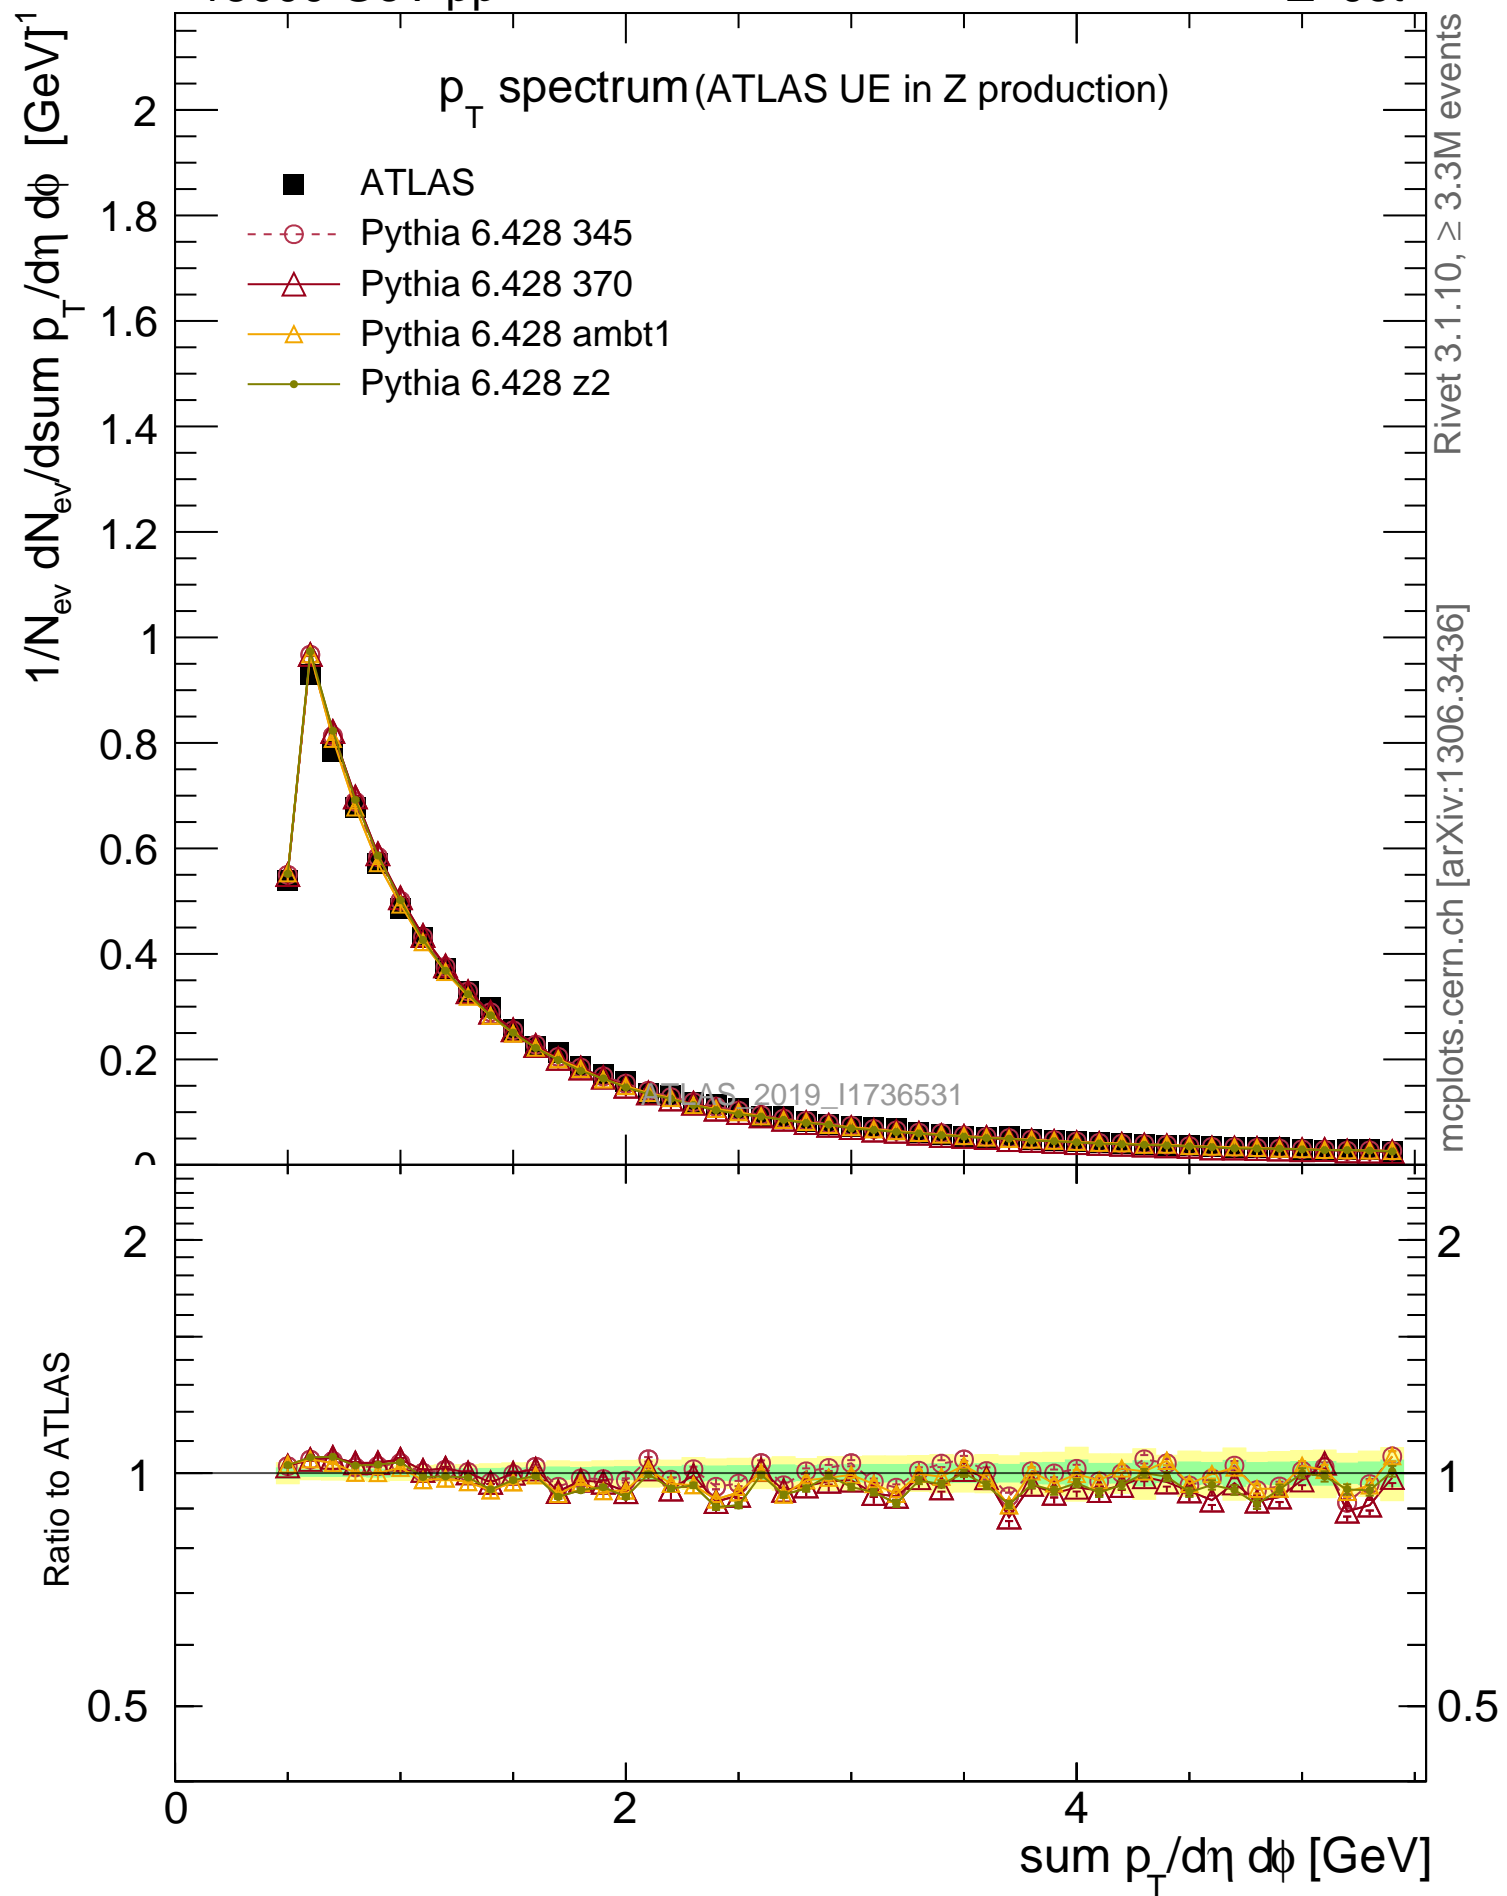 p_T spectrum (ATLAS UE in Z production)
ATLAS
Pythia 6.428 345
Pythia 6.428 370
Pythia 6.428 ambt1
Pythia 6.428 z2
1/N_ev dN_ev/dsum p_T/dη dϕ [GeV]^-1
2
1.8
1.6
1.4
1.2
1
0.8
0.6
0.4
0.2
0
ATLAS_2019_I1736531
Rivet 3.1.10, ≥ 3.3M events
mcplots.cern.ch [arXiv:1306.3436]
Ratio to ATLAS
2
1
0.5
2
1
0.5
0
2
4
sum p_T/dη dϕ [GeV]